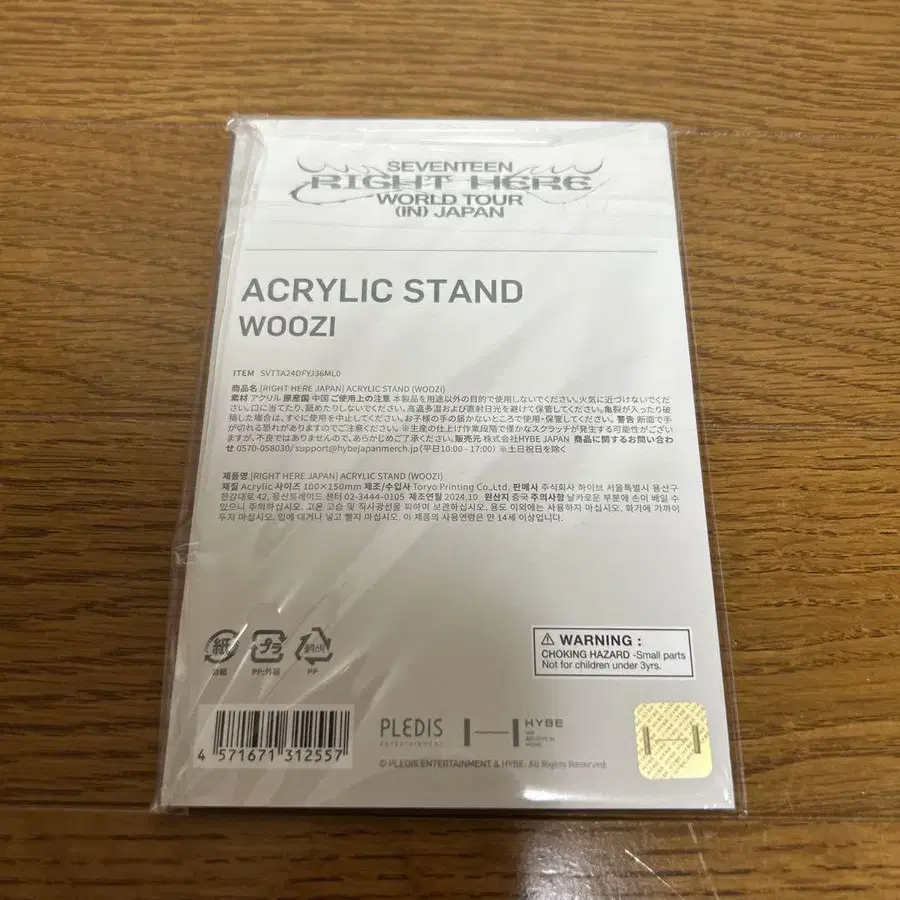 SEVENTEEN
RIGHT HERE
WORLD TOUR
(IN) JAPAN
ACRYLIC STAND
WOOZI
ITEM SVTTA24DFYJ36ML0
商品名 [RIGHT HERE JAPAN] ACRYLIC STAND (WOOZI)
素材 アクリル 原産国 中国 ご使用上の注意 本製品を用途以外の目的で使用しないでください。火気に近づけないでください。
口に当てたり、舐めたりしないでください。高温多湿および直射日光を避けて保管してください。亀裂が入ったり破
損した場合は、すぐに使用を中止してください。お子様の手の届かないところで使用・保管してください。警告 断面で手
が切れる恐れがありますのでご注意ください。※生産の仕上げ作業段階で僅かなスクラッチが発生する可能性がござい
ますが、不良ではありませんので、あらかじめご了承ください。販売元 株式会社HYBE JAPAN 商品に関するお問い合わ
せ 0570-058030/ support@hybejapanmerch.jp (平日10:00 - 17:00) ※土日祝日を除く
제품명 [RIGHT HERE JAPAN] ACRYLIC STAND (WOOZI)
재질 Acrylic 사이즈 100×150mm 제조/수입사 Toryo Printing Co.,Ltd. 판매사 주식회사 하이브 서울특별시 용산구
한강대로 42, 용산트레이드 센터 02-3444-0105 제조연월 2024.10 원산지 중국 주의사항 날카로운 부분에 손이 베일 수
있으니 주의하십시오. 고온 고습 및 직사광선을 피하여 보관하십시오. 용도 이외에는 사용하지 마십시오. 화기에 가까이
두지 마십시오. 입에 대거나 넣고 빨지 마십시오. 이 제품의 사용연령은 만 14세 이상입니다.
紙 プラ 플라스틱
PP:外装 PP
WARNING :
CHOKING HAZARD -Small parts
Not for children under 3yrs.
4 571671 312557
PLEDIS
ENTERTAINMENT
HYBE
WE
BELIEVE IN
MUSIC
© PLEDIS ENTERTAINMENT & HYBE. All Rights Reserved.